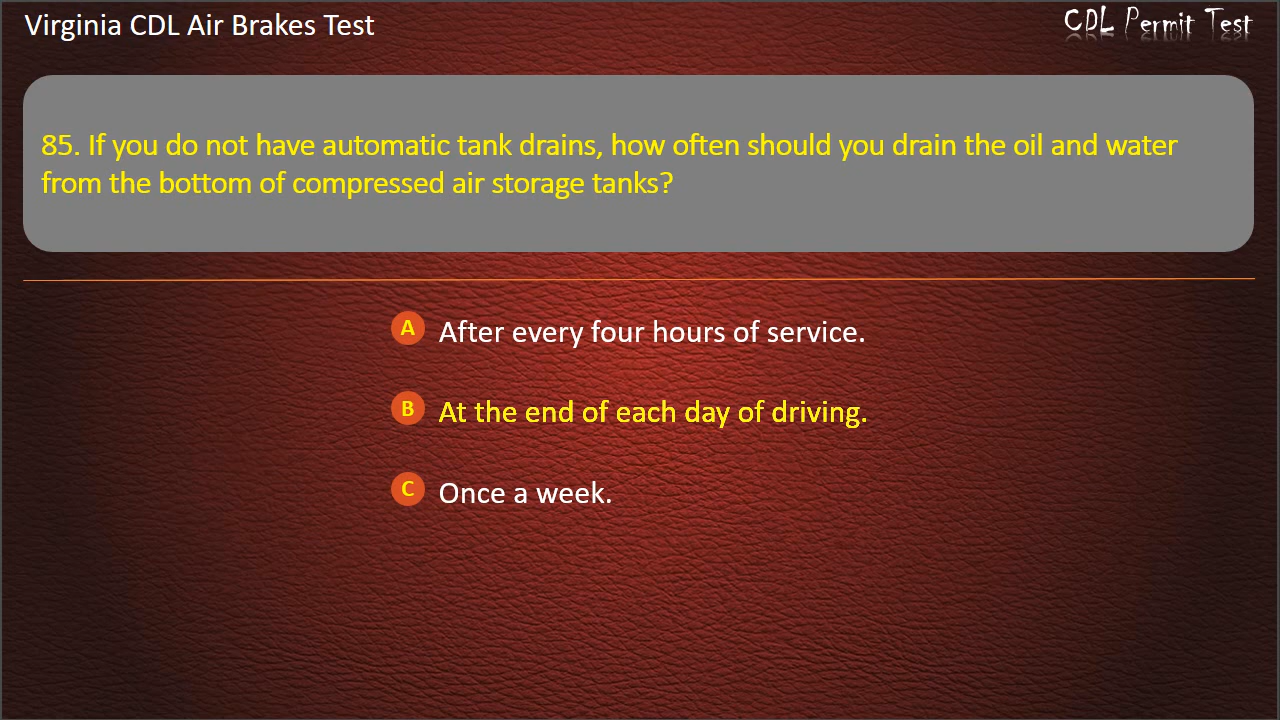 Virginia CDL Air Brakes Test
CDL Permit Test
85. If you do not have automatic tank drains, how often should you drain the oil and water
from the bottom of compressed air storage tanks?
A After every four hours of service.
B At the end of each day of driving.
C Once a week.